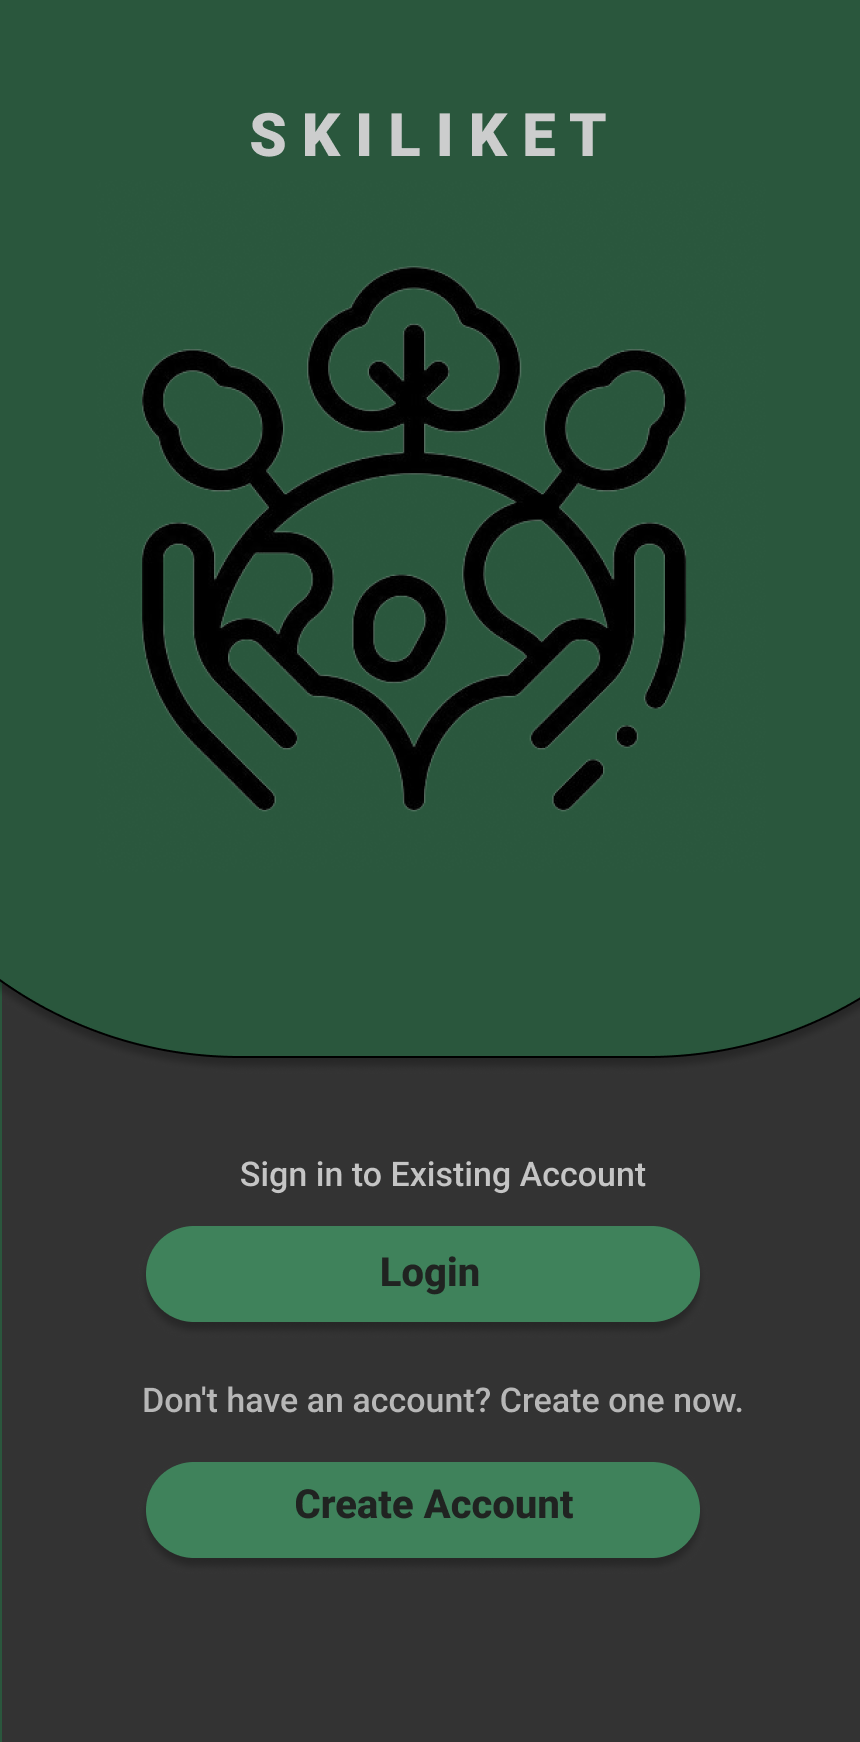 SKILIKET
Sign in to Existing Account
Login
Don't have an account? Create one now.
Create Account